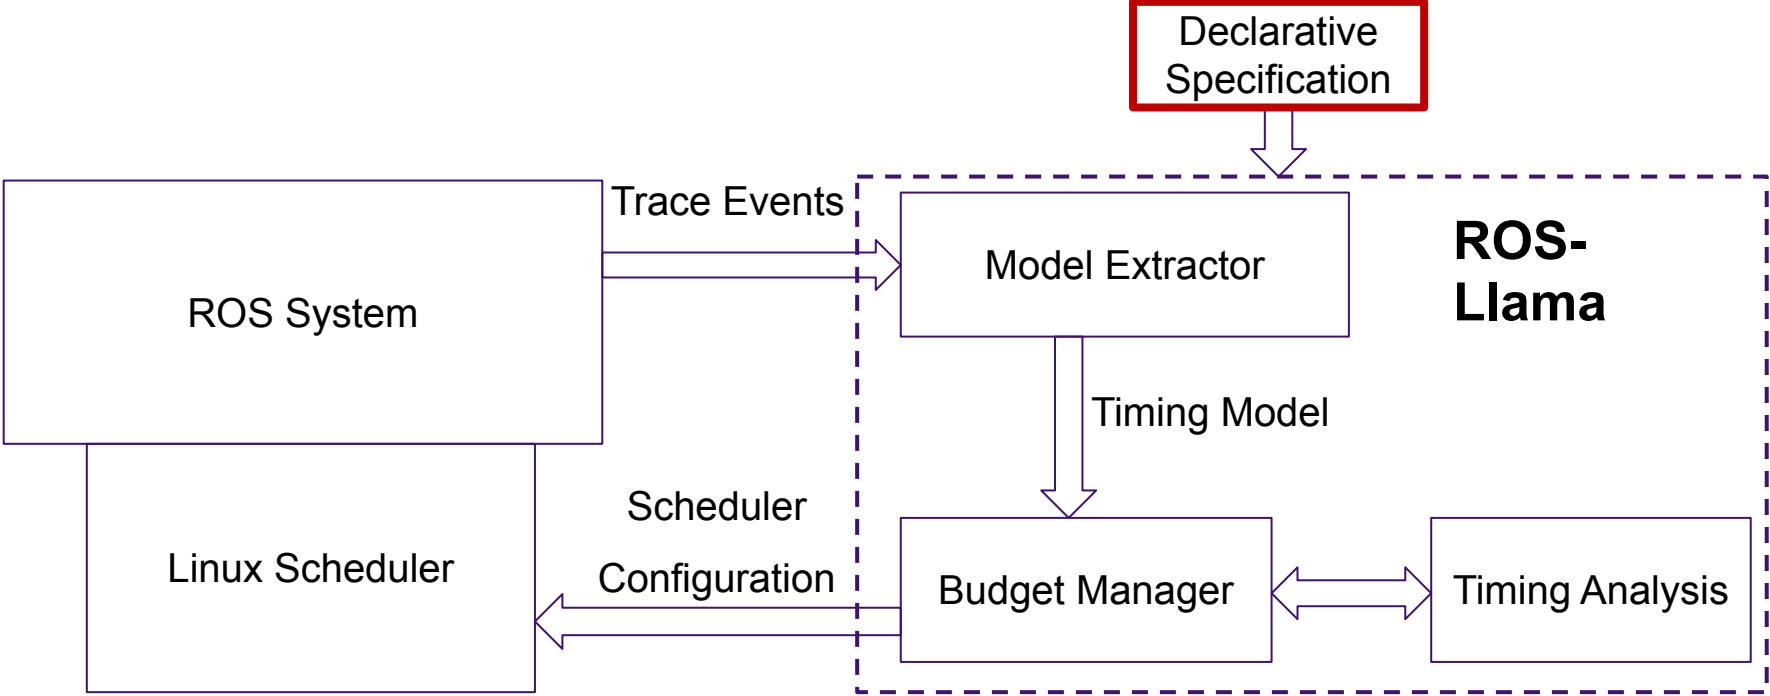 Declarative
Specification
Trace Events
ROS-
Llama
Model Extractor
ROS System
Timing Model
Scheduler
Configuration
Linux Scheduler
Budget Manager
Timing Analysis